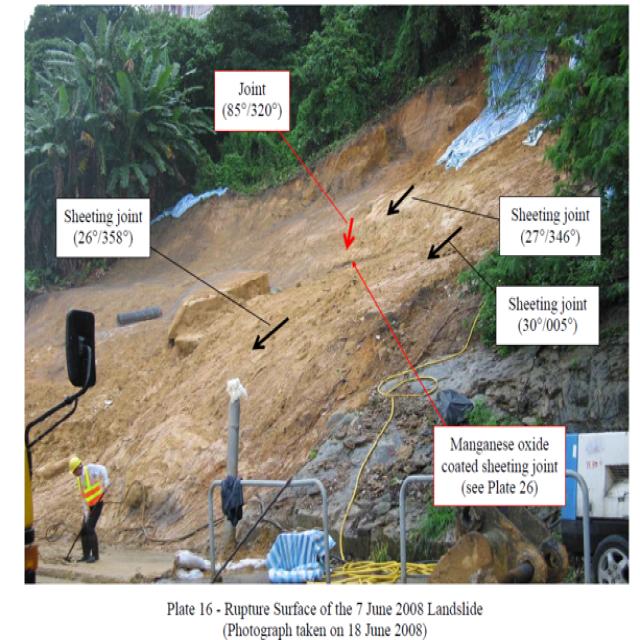 Joint
(85°/320°)
Sheeting joint
(26°/358°)
Sheeting joint
(27°/346°)
Sheeting joint
(30°/005°)
Manganese oxide
coated sheeting joint
(see Plate 26)
Plate 16 - Rupture Surface of the 7 June 2008 Landslide
(Photograph taken on 18 June 2008)